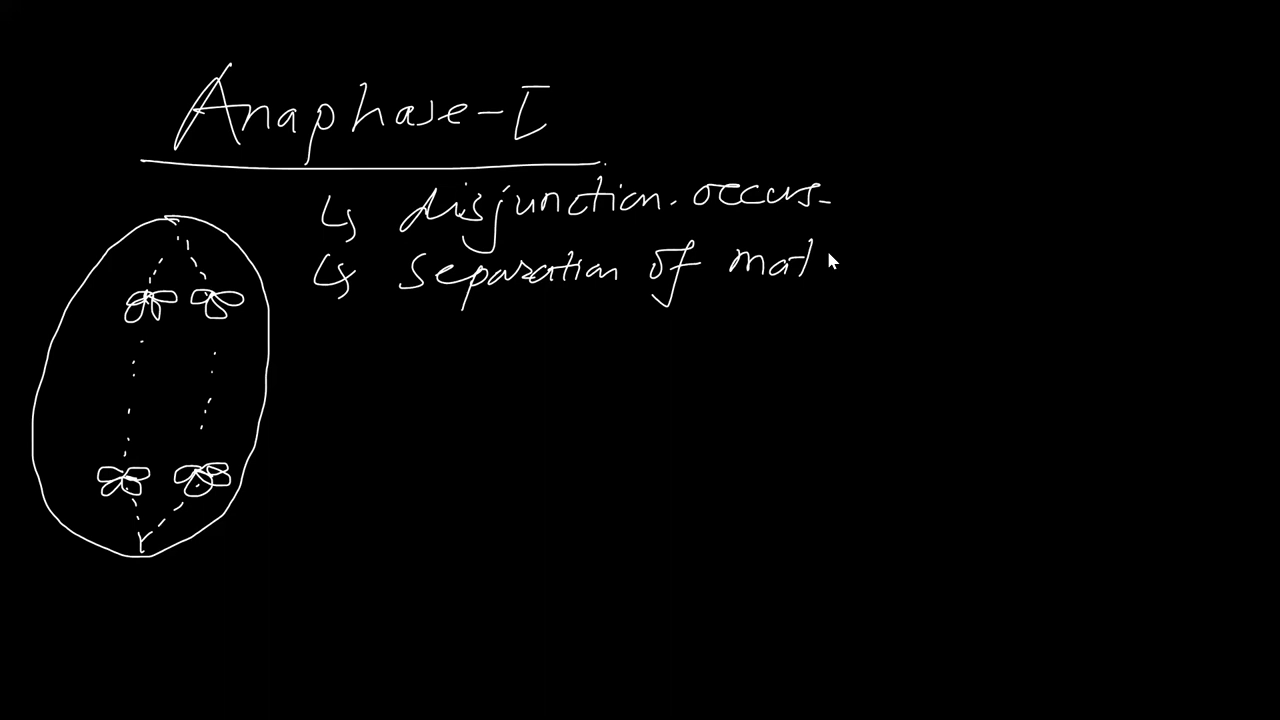 Anaphase-I
↳ disjunction. occurs-
↳ separation of mat